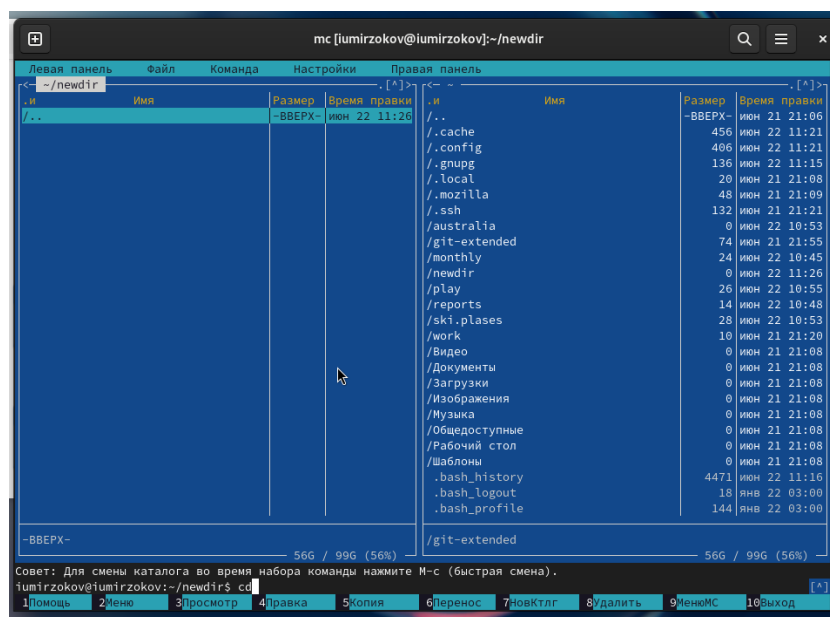 mc [iumirzokov@iumirzokov]:~/newdir
Левая панель Файл Команда Настройки Правая панель
<— ~/newdir .[^]>
.и Имя Размер Время правки
/.. -ВВЕРХ- июн 22 11:26
-ВВЕРХ-
56G / 99G (56%)
<— ~ .[^]>
.и Имя Размер Время правки
/.. -ВВЕРХ- июн 21 21:06
/.cache 456 июн 22 11:21
/.config 406 июн 22 11:21
/.gnupg 136 июн 22 11:15
/.local 20 июн 21 21:08
/.mozilla 48 июн 21 21:09
/.ssh 132 июн 21 21:21
/australia 0 июн 22 10:53
/git-extended 74 июн 21 21:55
/monthly 24 июн 22 10:45
/newdir 0 июн 22 11:26
/play 26 июн 22 10:55
/reports 14 июн 22 10:48
/ski.plases 28 июн 22 10:53
/work 10 июн 21 21:20
/Видео 0 июн 21 21:08
/Документы 0 июн 21 21:08
/Загрузки 0 июн 21 21:08
/Изображения 0 июн 21 21:08
/Музыка 0 июн 21 21:08
/Общедоступные 0 июн 21 21:08
/Рабочий стол 0 июн 21 21:08
/Шаблоны 0 июн 21 21:08
.bash_history 4471 июн 22 11:16
.bash_logout 18 янв 22 03:00
.bash_profile 144 янв 22 03:00
/git-extended
56G / 99G (56%)
Совет: Для смены каталога во время набора команды нажмите M-c (быстрая смена).
iumirzokov@iumirzokov:~/newdir$ cd [^]
1Помощь 2Меню 3Просмотр 4Правка 5Копия 6Перенос 7НовКтлг 8Удалить 9МенюМС 10Выход